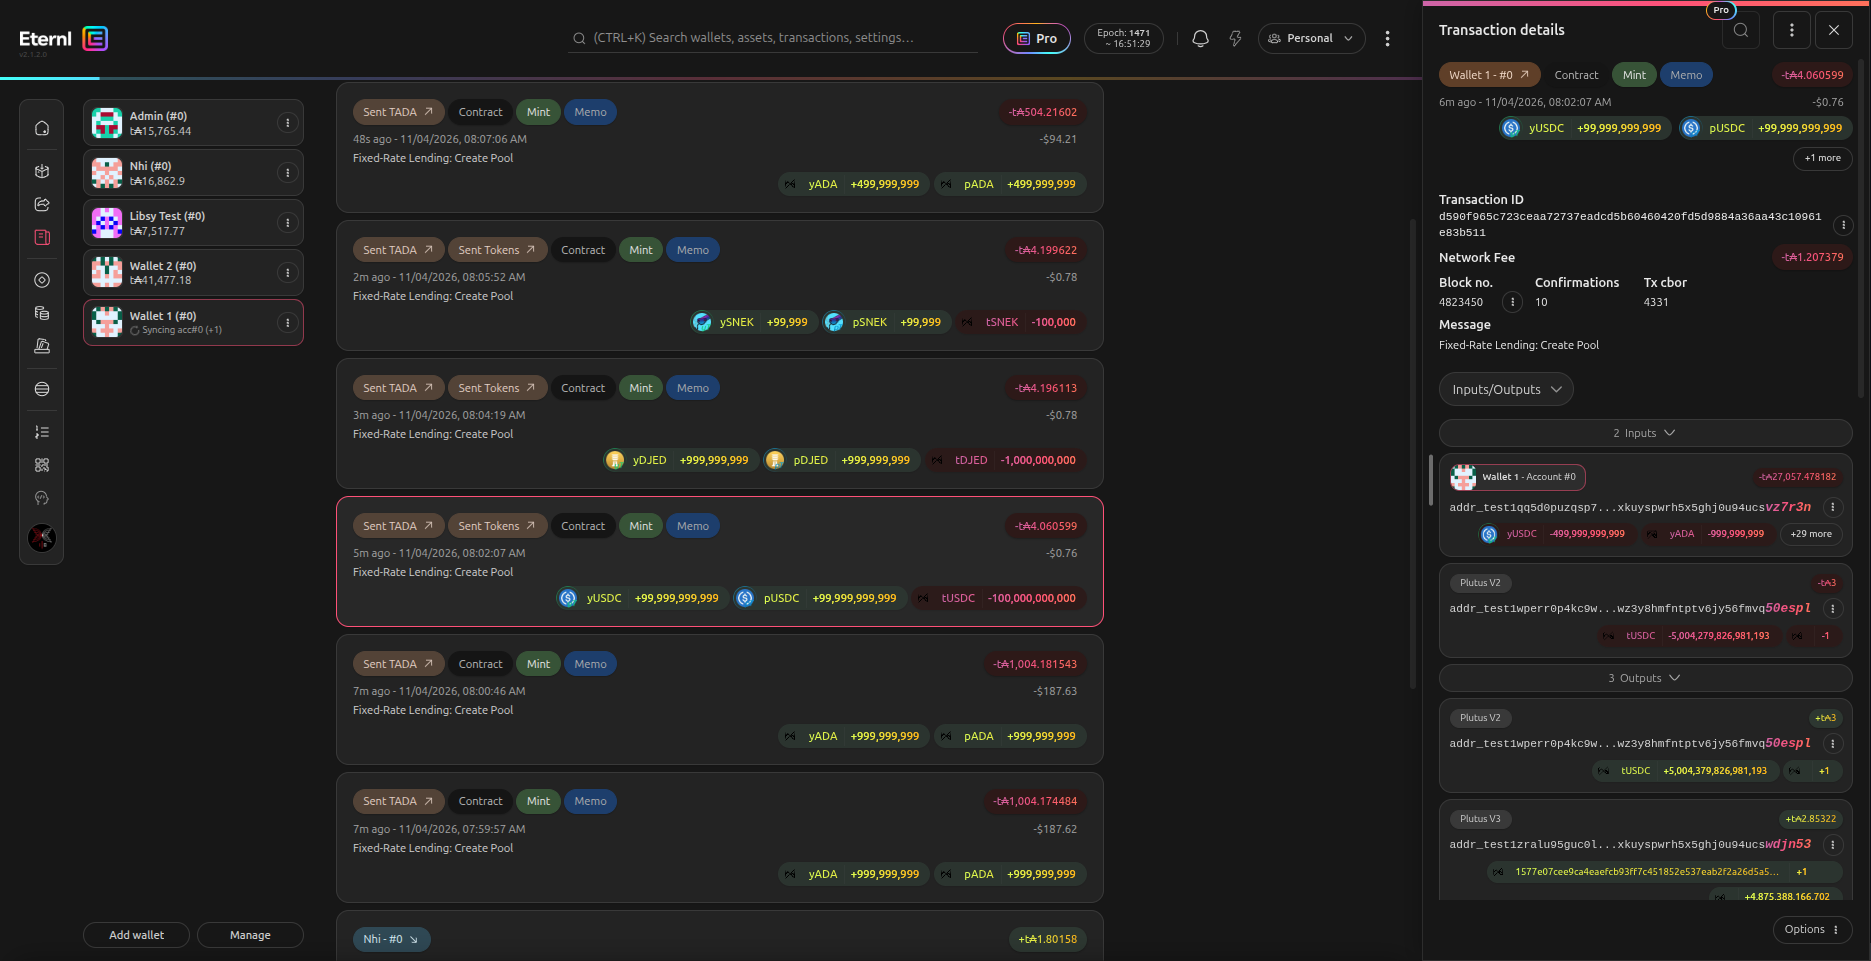 Eternl
v2.1.2.0
(CTRL+K) Search wallets, assets, transactions, settings...
Pro
Epoch: 1471
~ 16:51:29
Personal
Admin (#0)
t₳15,765.44
Nhi (#0)
t₳16,862.9
Libsy Test (#0)
t₳7,517.77
Wallet 2 (#0)
t₳41,477.18
Wallet 1 (#0)
Syncing acc#0 (+1)
Add wallet
Manage
Sent TADA Contract Mint Memo -t₳504.21602
48s ago - 11/04/2026, 08:07:06 AM -$94.21
Fixed-Rate Lending: Create Pool
yADA +499,999,999 pADA +499,999,999
Sent TADA Sent Tokens Contract Mint Memo -t₳4.199622
2m ago - 11/04/2026, 08:05:52 AM -$0.78
Fixed-Rate Lending: Create Pool
ySNEK +99,999 pSNEK +99,999 tSNEK -100,000
Sent TADA Sent Tokens Contract Mint Memo -t₳4.196113
3m ago - 11/04/2026, 08:04:19 AM -$0.78
Fixed-Rate Lending: Create Pool
yDJED +999,999,999 pDJED +999,999,999 tDJED -1,000,000,000
Sent TADA Sent Tokens Contract Mint Memo -t₳4.060599
5m ago - 11/04/2026, 08:02:07 AM -$0.76
Fixed-Rate Lending: Create Pool
yUSDC +99,999,999,999 pUSDC +99,999,999,999 tUSDC -100,000,000,000
Sent TADA Contract Mint Memo -t₳1,004.181543
7m ago - 11/04/2026, 08:00:46 AM -$187.63
Fixed-Rate Lending: Create Pool
yADA +999,999,999 pADA +999,999,999
Sent TADA Contract Mint Memo -t₳1,004.174484
7m ago - 11/04/2026, 07:59:57 AM -$187.62
Fixed-Rate Lending: Create Pool
yADA +999,999,999 pADA +999,999,999
Nhi - #0 +t₳1.80158
Pro
Transaction details
Wallet 1 - #0 Contract Mint Memo -t₳4.060599
6m ago - 11/04/2026, 08:02:07 AM -$0.76
yUSDC +99,999,999,999 pUSDC +99,999,999,999
+1 more
Transaction ID
d590f965c723ceaa72737eadcd5b60460420fd5d9884a36aa43c10961
e83b511
Network Fee -t₳1.207379
Block no. Confirmations Tx cbor
4823450 10 4331
Message
Fixed-Rate Lending: Create Pool
Inputs/Outputs
2 Inputs
Wallet 1 - Account #0 -t₳27,057.478182
addr_test1qq5d0puzqsp7...xkuyspwrh5x5ghj0u94ucsvz7r3n
yUSDC -499,999,999,999 yADA -999,999,999 +29 more
Plutus V2 -t₳3
addr_test1wperr0p4kc9w...wz3y8hmfntptv6jy56fmvq50espl
tUSDC -5,004,279,826,981,193 -1
3 Outputs
Plutus V2 +t₳3
addr_test1wperr0p4kc9w...wz3y8hmfntptv6jy56fmvq50espl
tUSDC +5,004,379,826,981,193 +1
Plutus V3 +t₳2.85322
addr_test1zralu95guc0l...xkuyspwrh5x5ghj0u94ucswdjn53
1577e07cee9ca4eaefcb93ff7c451852e537eab2f2a26d5a5... +1
+4,875,388,166,702
Options